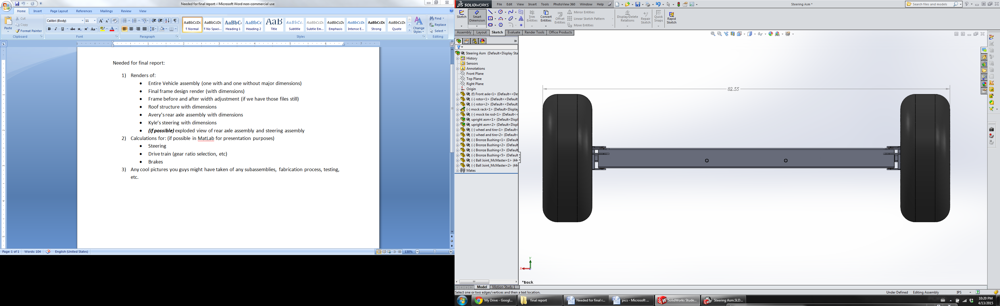 Needed for final report - Microsoft Word non-commercial use
Home Insert Page Layout References Mailings Review View
Paste
Cut
Copy
Format Painter
Clipboard
Calibri (Body) 11
Font
Paragraph
AaBbCcDc AaBbCcDc AaBbC AaBbCc AaB AaBbCc. AaBbCcDc AaBbCcDc AaBbCcDc AaBbCcDc AaBbCcDc
¶ Normal ¶ No Spaci... Heading 1 Heading 2 Title Subtitle Subtle Em... Emphasis Intense E... Strong Quote
Styles
Change Styles
Find
Replace
Select
Editing
Needed for final report:
1) Renders of:
• Entire Vehicle assembly (one with and one without major dimensions)
• Final frame design render (with dimensions)
• Frame before and after width adjustment (if we have those files still)
• Roof structure with dimensions
• Avery's rear axle assembly with dimensions
• Kyle's steering with dimensions
• (if possible) exploded view of rear axle assembly and steering assembly
2) Calculations for: (if possible in MatLab for presentation purposes)
• Steering
• Drive train (gear ratio selection, etc)
• Brakes
3) Any cool pictures you guys might have taken of any subassemblies, fabrication process, testing,
etc.
Page: 1 of 1 Words: 104 English (United States) 130%
SOLIDWORKS File Edit View Insert Tools PhotoView 360 Window Help
Steering Asm *
Search files and models
Sketch
Smart Dimension
Trim Entities
Convert Entities
Offset Entities
Mirror Entities
Linear Sketch Pattern
Move Entities
Display/Delete Relations
Repair Sketch
Quick Snaps
Rapid Sketch
Assembly Layout Sketch Evaluate Render Tools Office Products
Steering Asm (Default<Display Sta
History
Sensors
Annotations
Front Plane
Top Plane
Right Plane
Origin
(f) Front axle<1> (Default<<De
(-) rotor<1> (Default<<Default
(-) rotor<2> (Default<<Default
(-) mock rack<1> (Default<Display
(-) mock tie rod<1> (Default<<
upright asm<1> (Default<Displ
upright asm<2> (Default<Displ
(-) wheel and tire<1> (Default<
(-) wheel and tire<2> (Default<
(-) Bronze Bushing<1> (Default
(-) Bronze Bushing<2> (Default
(-) Bronze Bushing<3> (Default
(-) Bronze Bushing<5> (Default
(-) Ball Joint_McMaster<1> (44
(-) Ball Joint_McMaster<2> (44
Mates
82.55
Y
X
*Back
Model Motion Study 1
Select one or two edges/vertices and then a text location.
Under Defined Editing Assembly IPS
My Drive - Googl...
final report
Needed for final r...
pics - Microsoft ...
SolidWorks Stude...
Steering Asm.SLD...
10:20 PM
4/13/2015